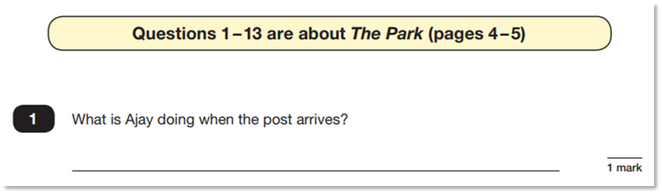 Questions 1–13 are about The Park (pages 4–5)
1 What is Ajay doing when the post arrives?
1 mark